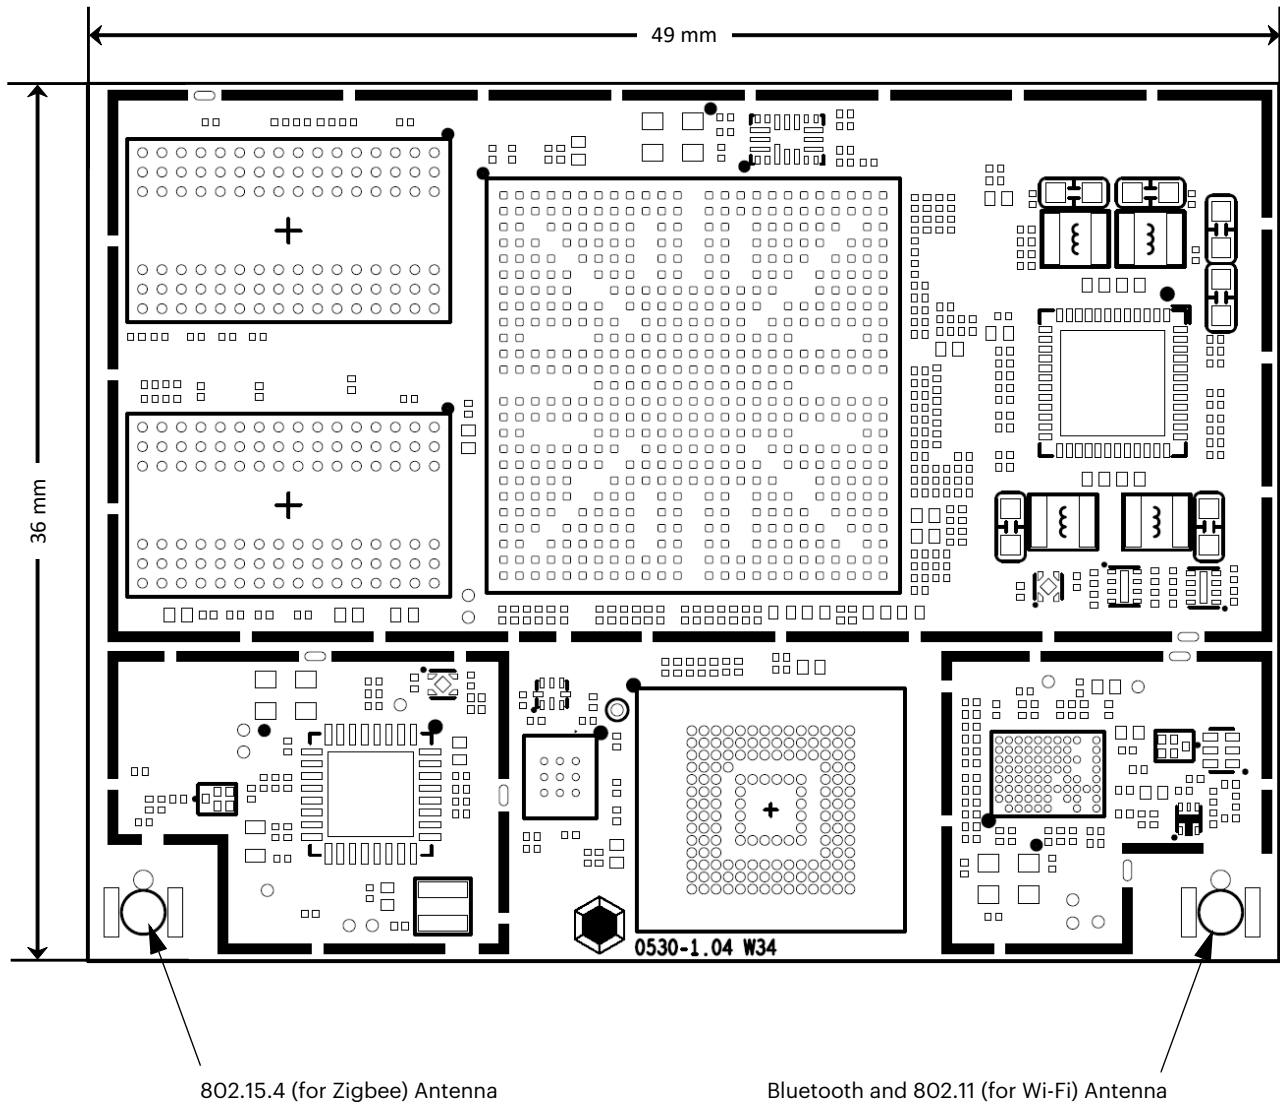 49 mm
36 mm
0530-1.04 W34
802.15.4 (for Zigbee) Antenna
Bluetooth and 802.11 (for Wi-Fi) Antenna